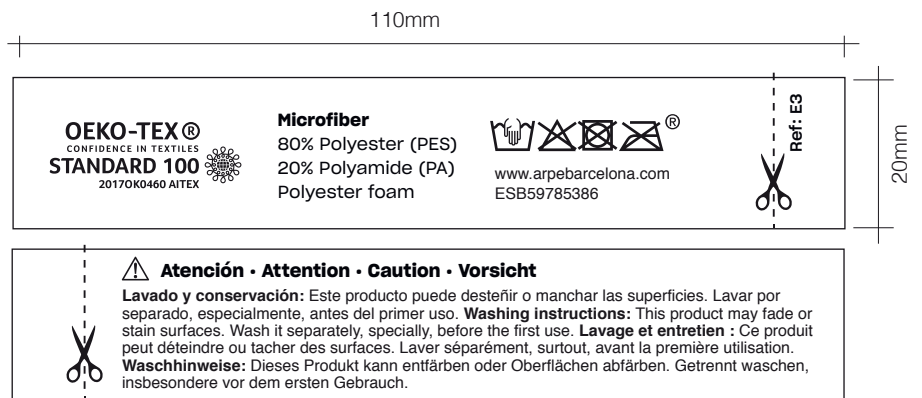 110mm
OEKO-TEX®
CONFIDENCE IN TEXTILES
STANDARD 100
2017OK0460 AITEX
Microfiber
80% Polyester (PES)
20% Polyamide (PA)
Polyester foam
®
www.arpebarcelona.com
ESB59785386
Ref: E3
20mm
Atención · Attention · Caution · Vorsicht
Lavado y conservación: Este producto puede desteñir o manchar las superficies. Lavar por
separado, especialmente, antes del primer uso. Washing instructions: This product may fade or
stain surfaces. Wash it separately, specially, before the first use. Lavage et entretien : Ce produit
peut déteindre ou tacher des surfaces. Laver séparément, surtout, avant la première utilisation.
Waschhinweise: Dieses Produkt kann entfärben oder Oberflächen abfärben. Getrennt waschen,
insbesondere vor dem ersten Gebrauch.